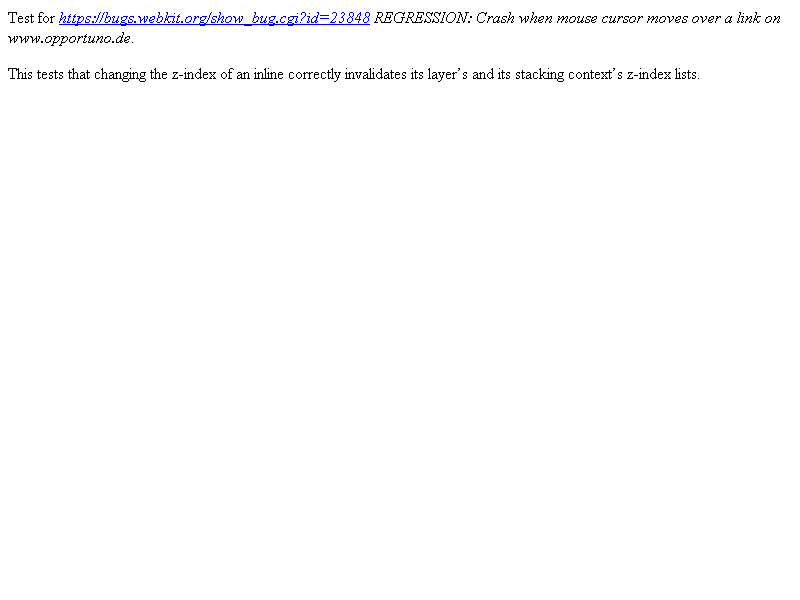 Test for https://bugs.webkit.org/show_bug.cgi?id=23848 REGRESSION: Crash when mouse cursor moves over a link on
www.opportuno.de.
This tests that changing the z-index of an inline correctly invalidates its layer’s and its stacking context’s z-index lists.